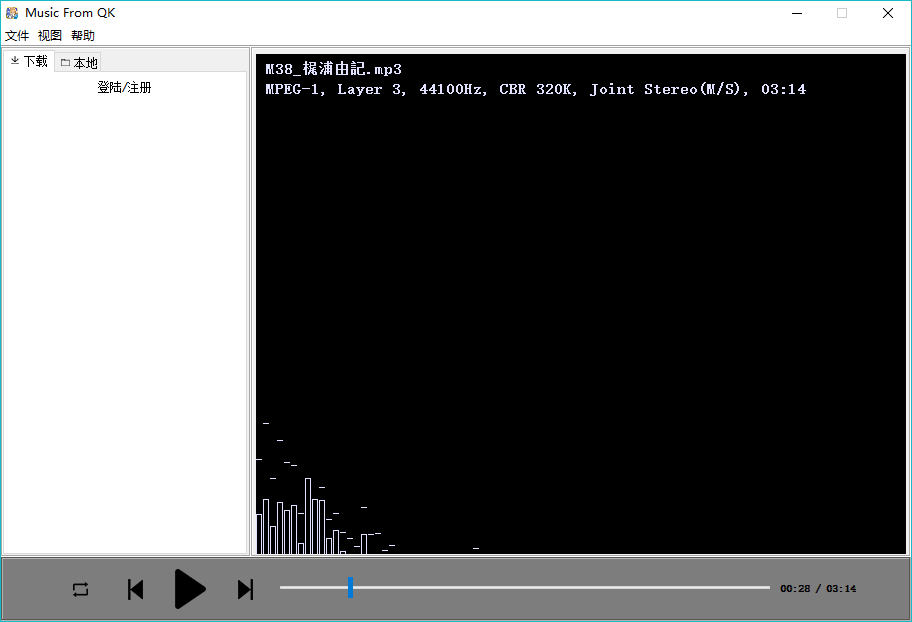 Music From QK
文件 视图 帮助
下载 本地
登陆/注册
M38_梶浦由記.mp3
MPEG-1, Layer 3, 44100Hz, CBR 320K, Joint Stereo(M/S), 03:14
00:28 / 03:14